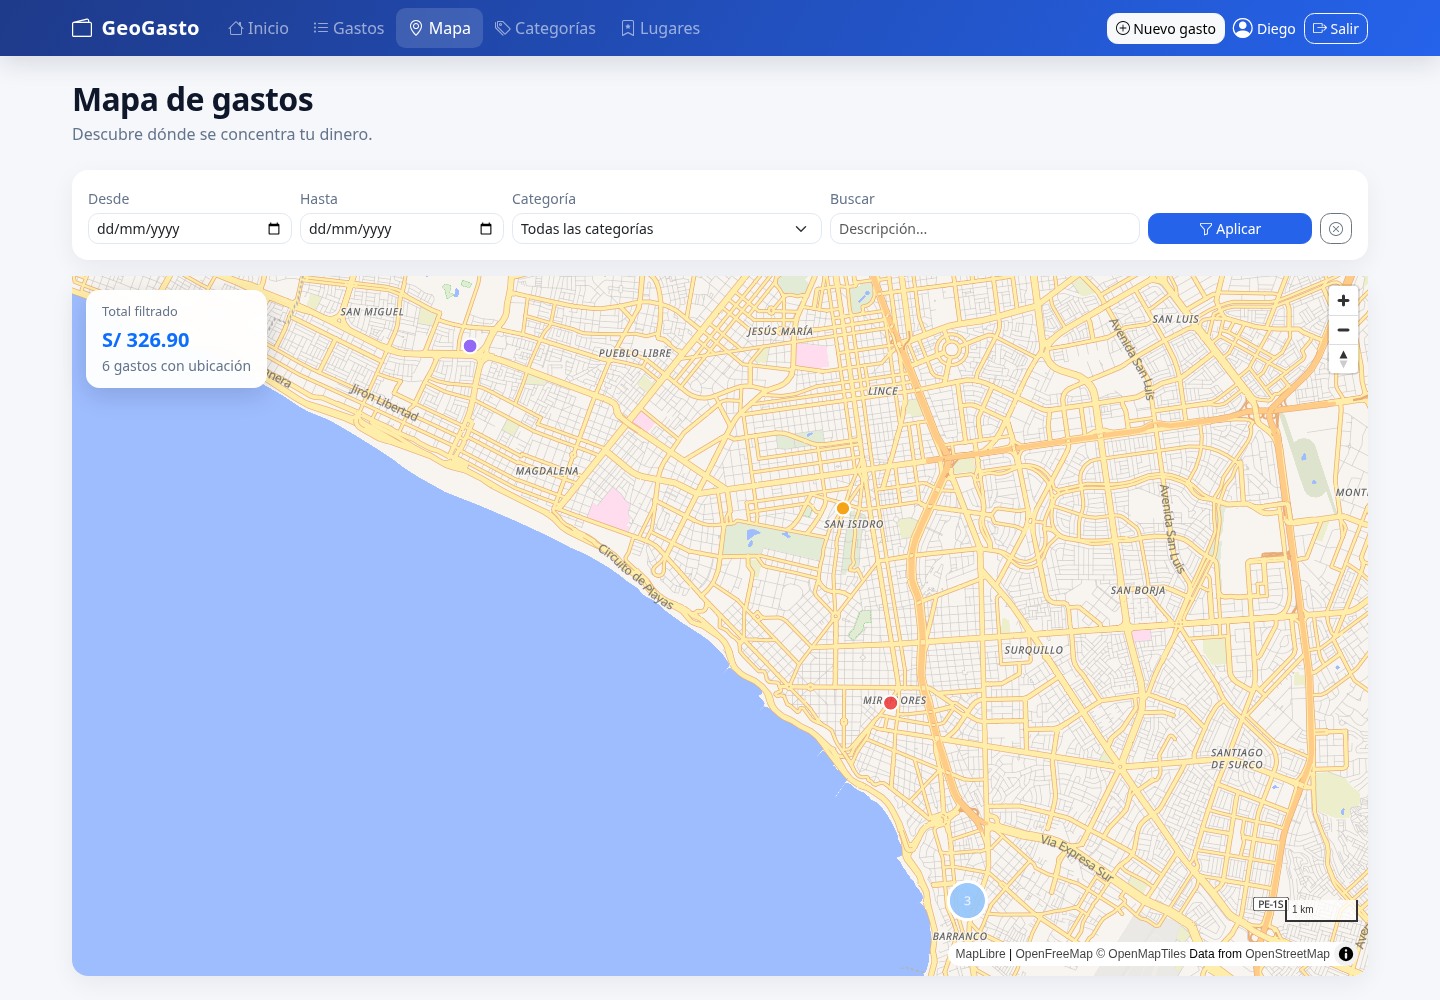 GeoGasto
Inicio
Gastos
Mapa
Categorías
Lugares
Nuevo gasto
Diego
Salir
Mapa de gastos
Descubre dónde se concentra tu dinero.
Desde
Hasta
Categoría
Buscar
dd/mm/yyyy
dd/mm/yyyy
Todas las categorías
Descripción...
Aplicar
Total filtrado
S/ 326.90
6 gastos con ubicación
SAN MIGUEL
JESÚS MARÍA
SAN LUIS
PUEBLO LIBRE
Avenida San Luis
Jirón Libertad
LINCE
MAGDALENA
Avenida San Luis
SAN ISIDRO
Circuito de Playas
SAN BORJA
SURQUILLO
SANTIAGO
DE SURCO
Vía Expresa Sur
3
PE-1S
1 km
BARRANCO
MapLibre | OpenFreeMap © OpenMapTiles Data from OpenStreetMap